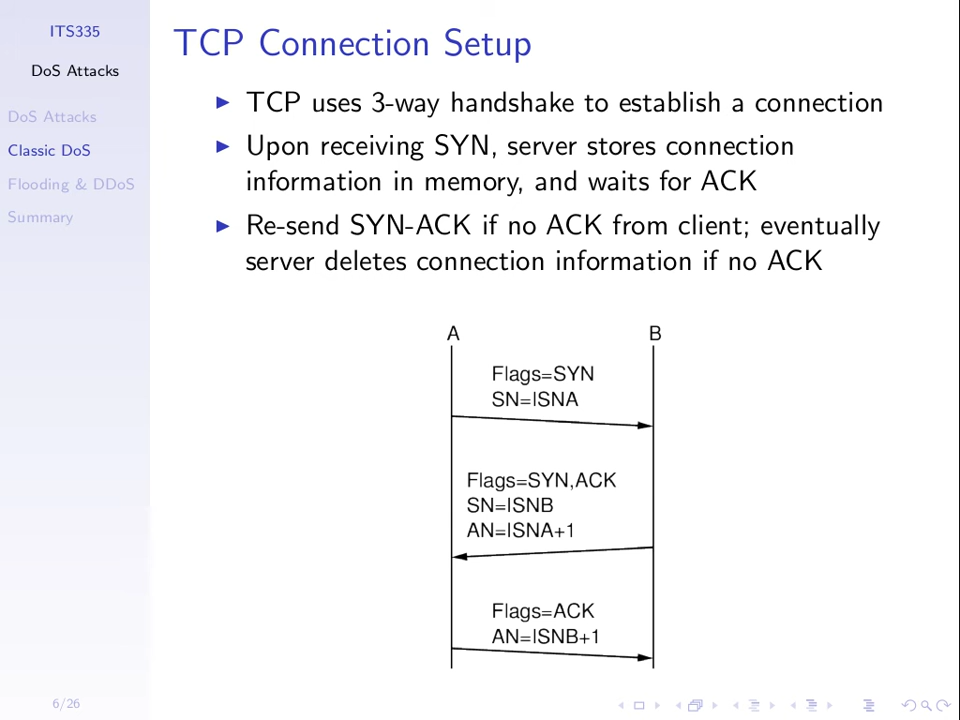 ITS335
DoS Attacks
DoS Attacks
Classic DoS
Flooding & DDoS
Summary
TCP Connection Setup
TCP uses 3-way handshake to establish a connection
Upon receiving SYN, server stores connection
information in memory, and waits for ACK
Re-send SYN-ACK if no ACK from client; eventually
server deletes connection information if no ACK
A B
Flags=SYN
SN=ISNA
Flags=SYN,ACK
SN=ISNB
AN=ISNA+1
Flags=ACK
AN=ISNB+1
6/26